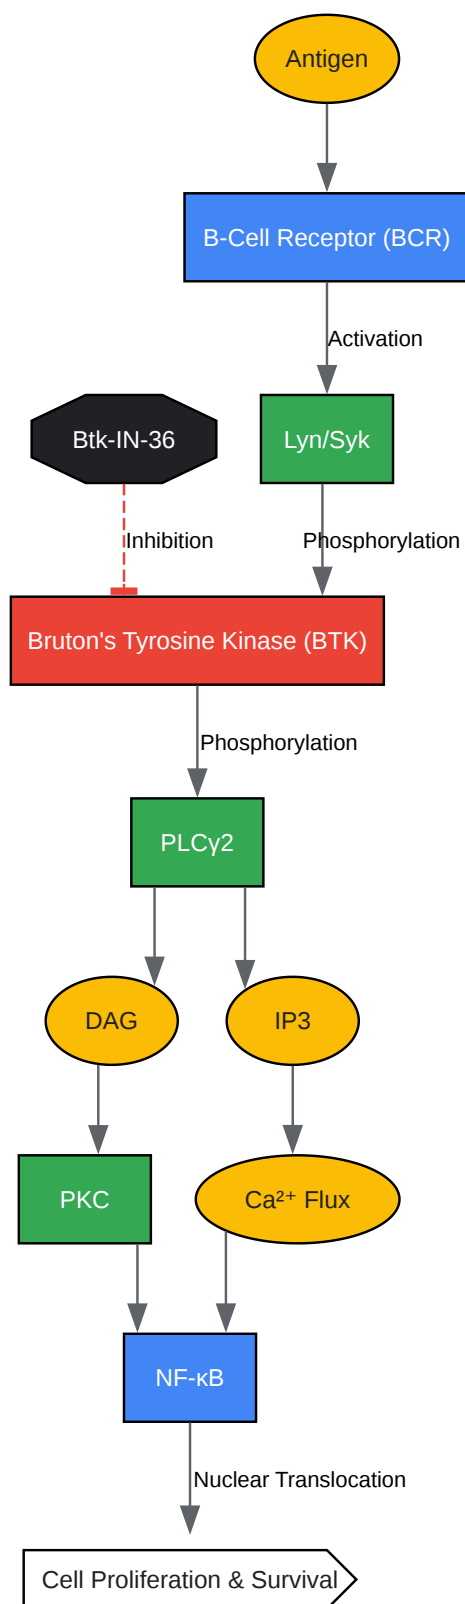 Antigen
B-Cell Receptor (BCR)
Activation
Btk-IN-36
Lyn/Syk
Inhibition
Phosphorylation
Bruton's Tyrosine Kinase (BTK)
Phosphorylation
PLCγ2
DAG
IP3
PKC
Ca²⁺ Flux
NF-κB
Nuclear Translocation
Cell Proliferation & Survival